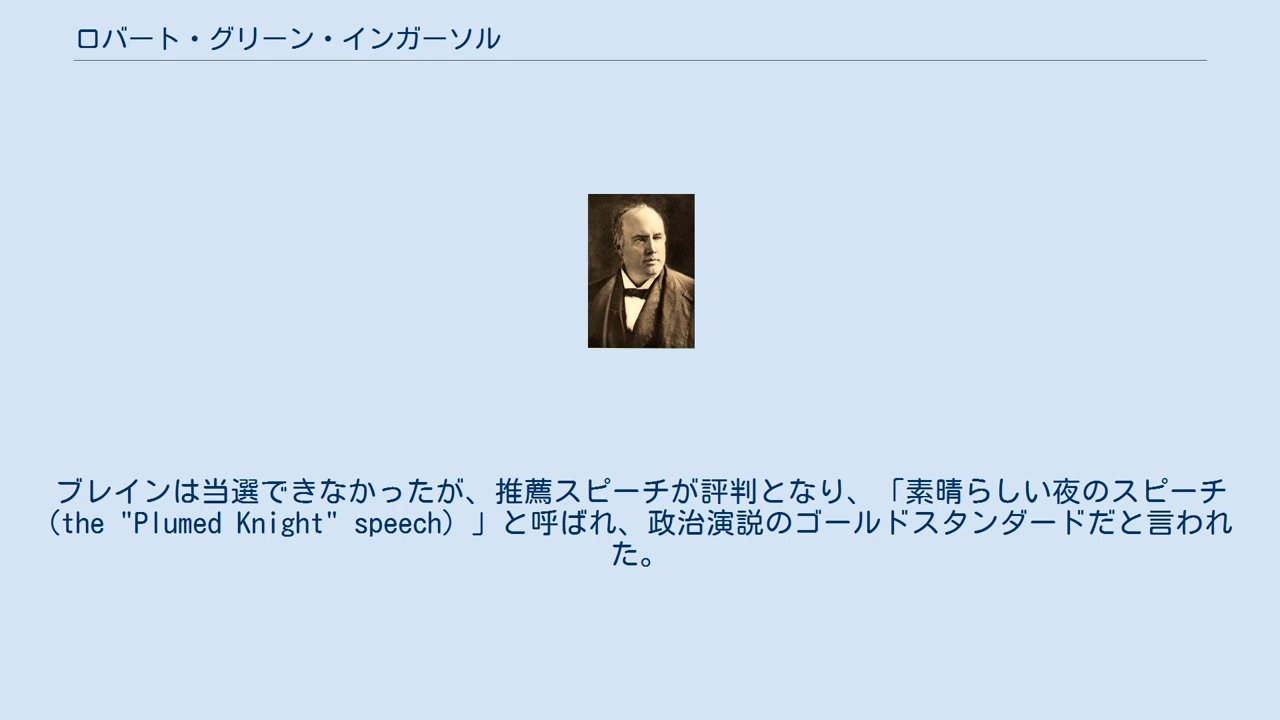 ロバート・グリーン・インガーソル
ブレインは当選できなかったが、推薦スピーチが評判となり、「素晴らしい夜のスピーチ
（the "Plumed Knight" speech）」と呼ばれ、政治演説のゴールドスタンダードだと言われ
た。